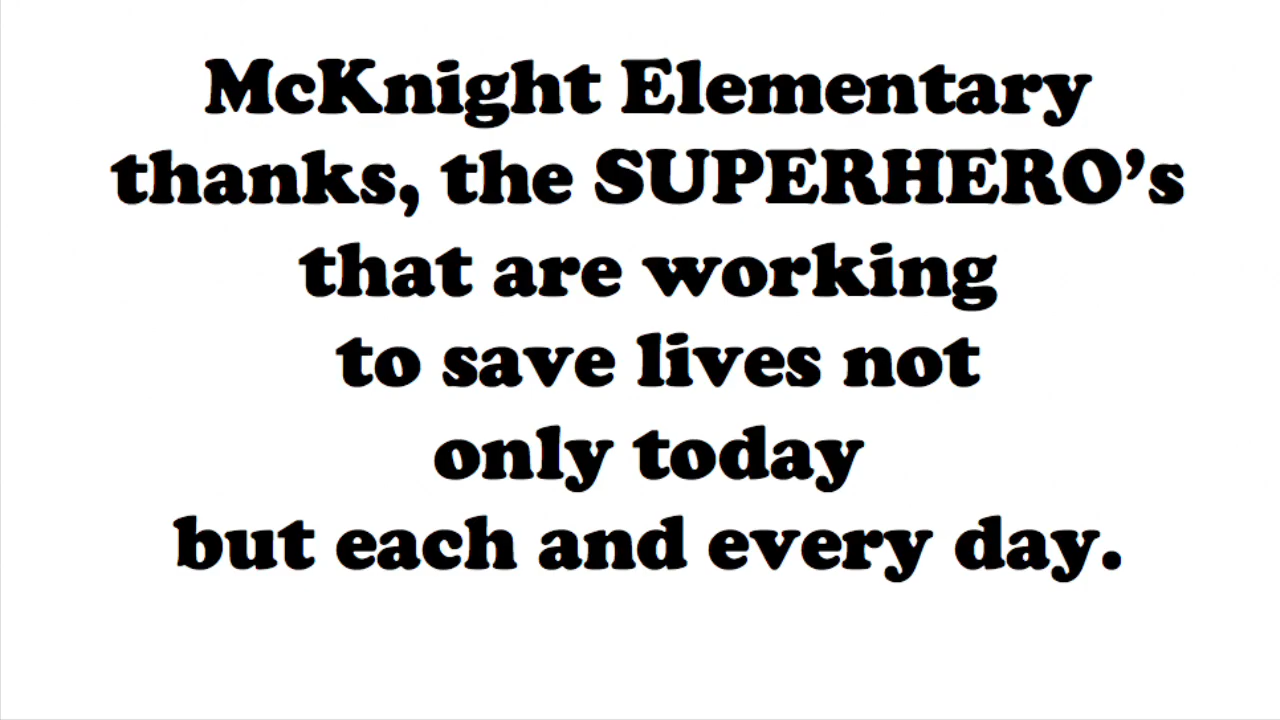 McKnight Elementary
thanks, the SUPERHERO’s
that are working
to save lives not
only today
but each and every day.